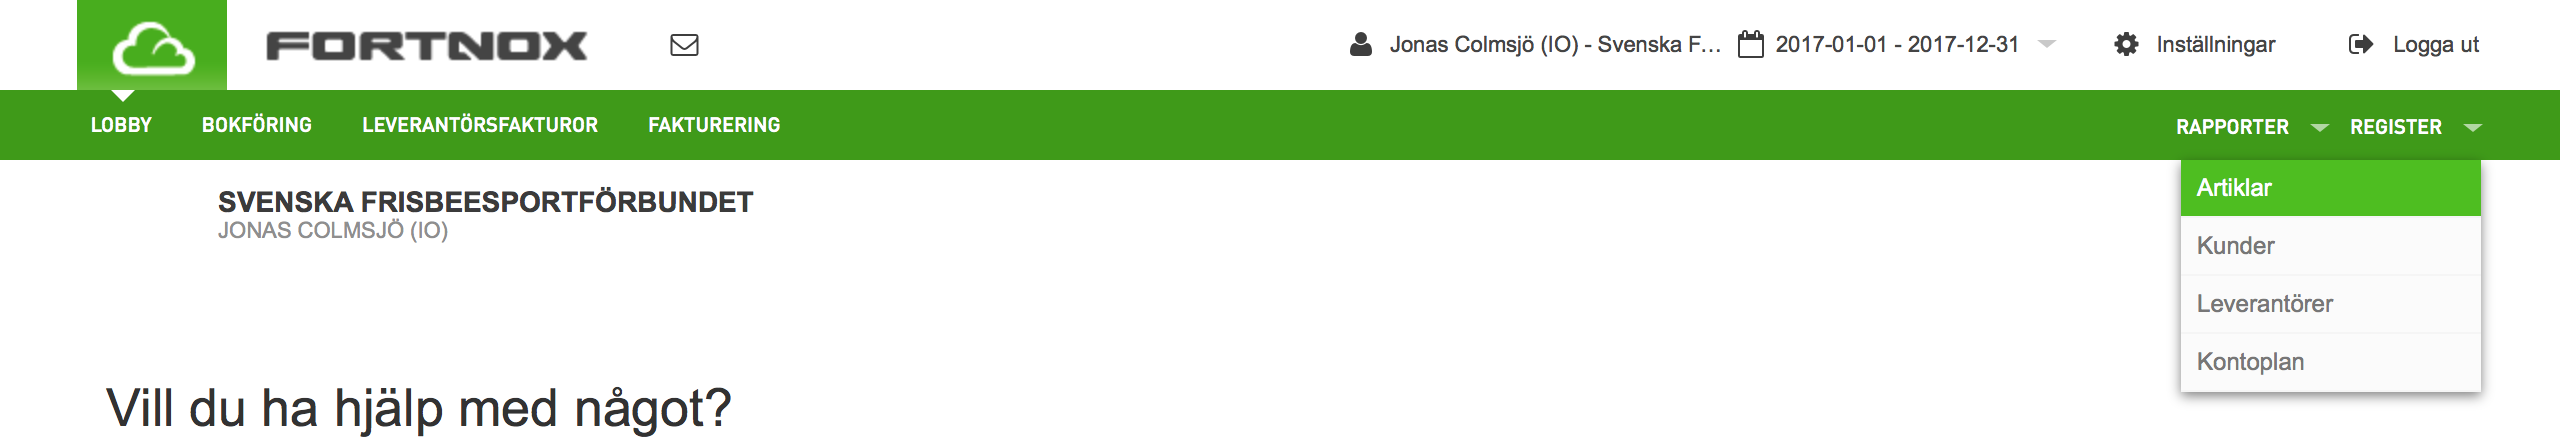 FORTNOX
Jonas Colmsjö (IO) - Svenska F... 2017-01-01 - 2017-12-31 Inställningar Logga ut
LOBBY BOKFÖRING LEVERANTÖRSFAKTUROR FAKTURERING RAPPORTER REGISTER
Artiklar
Kunder
Leverantörer
Kontoplan
SVENSKA FRISBEESPORTFÖRBUNDET
JONAS COLMSJÖ (IO)
Vill du ha hjälp med något?